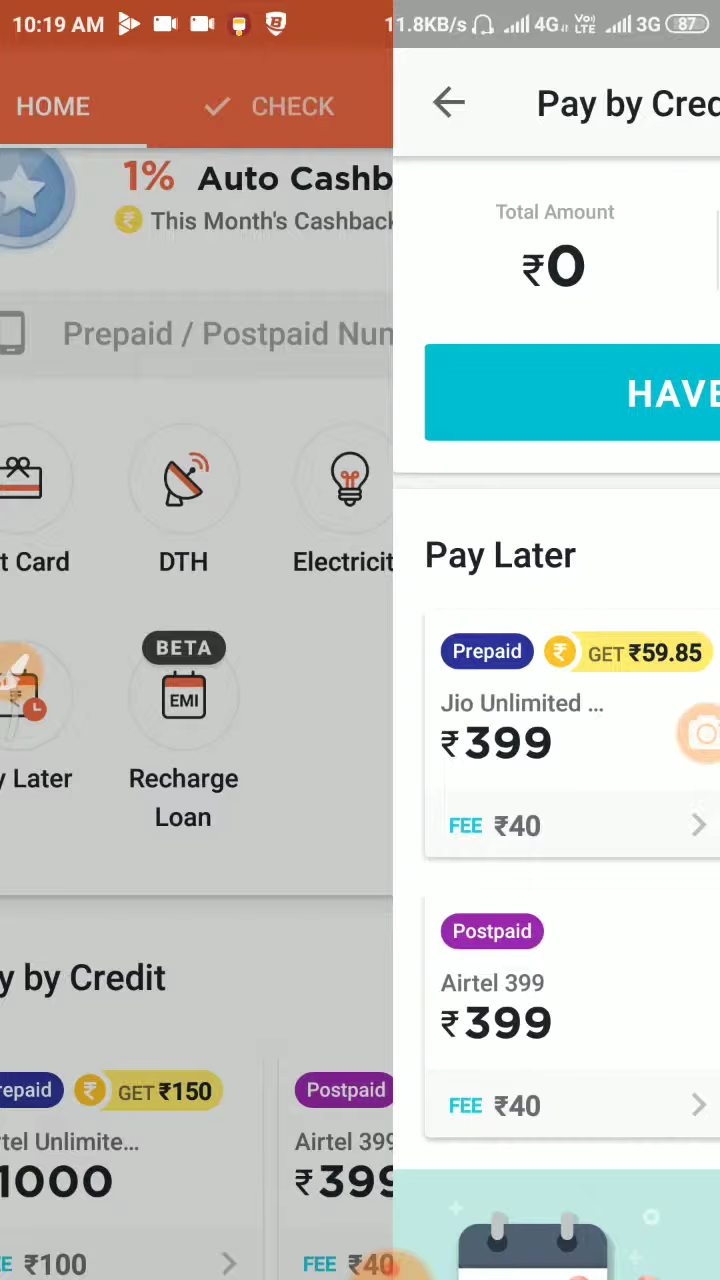 10:19 AM
11.8KB/s 4G VoI) LTE 3G 87
HOME
CHECK
1% Auto Cashb
This Month's Cashback
Prepaid / Postpaid Num
t Card
DTH
Electricit
BETA
EMI
y Later
Recharge
Loan
y by Credit
repaid
GET ₹150
tel Unlimite...
1000
E ₹100
Postpaid
Airtel 399
₹399
FEE ₹40
Pay by Cred
Total Amount
₹0
HAVE
Pay Later
Prepaid
GET ₹59.85
Jio Unlimited ...
₹399
FEE ₹40
Postpaid
Airtel 399
₹399
FEE ₹40